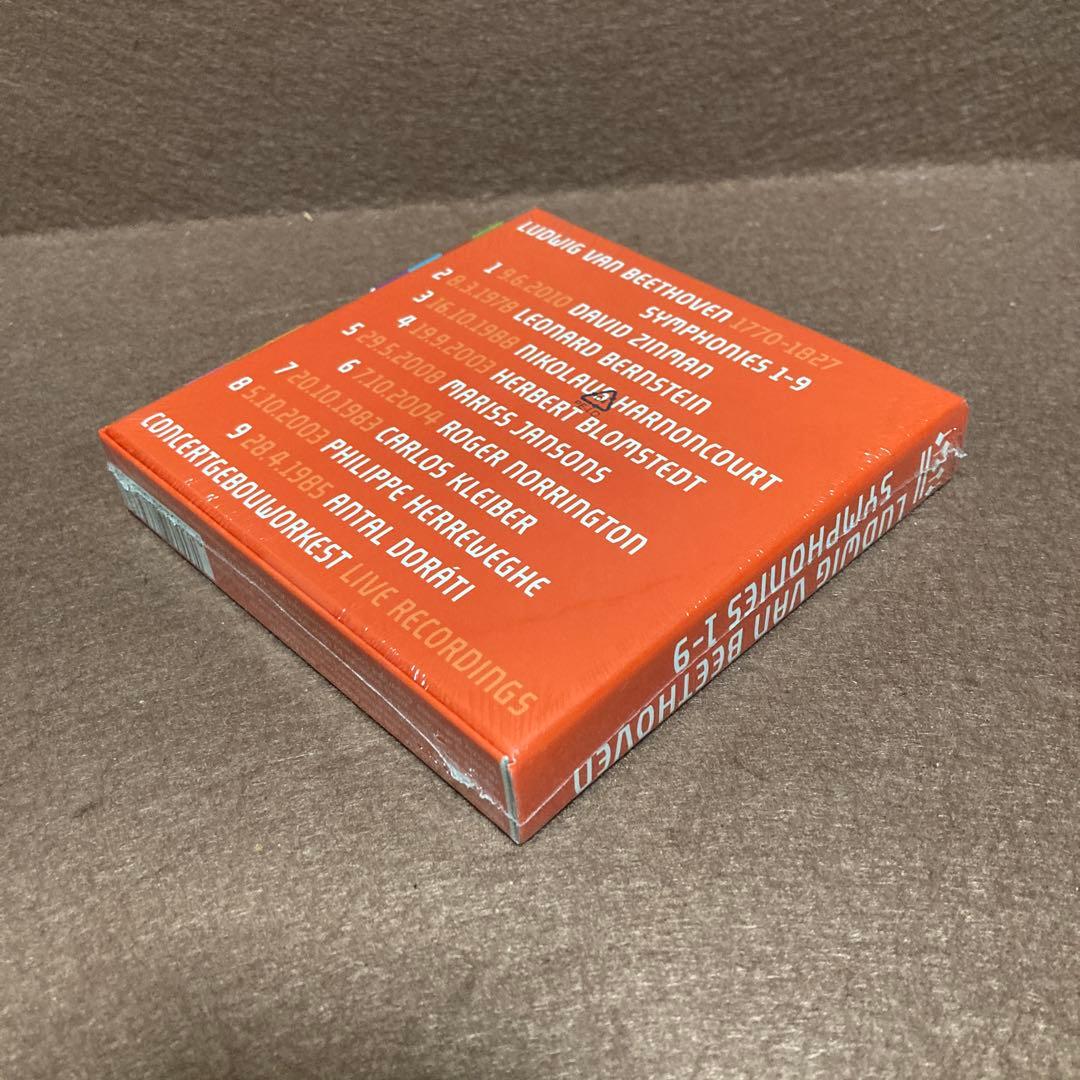 LUDWIG VAN BEETHOVEN 1770-1827
SYMPHONIES 1-9
1 9.6.2010 DAVID ZINMAN
2 8.3.1978 LEONARD BERNSTEIN
3 16.10.1988 NIKOLAUS HARNONCOURT
4 19.9.2003 HERBERT BLOMSTEDT
5 29.5.2008 MARISS JANSONS
6 7.10.2004 ROGER NORRINGTON
7 20.10.1983 CARLOS KLEIBER
8 5.10.2003 PHILIPPE HERREWEGHE
9 28.4.1985 ANTAL DORÁTI
CONCERTGEBOUWORKEST LIVE RECORDINGS
LUDWIG VAN BEETHOVEN
SYMPHONIES 1-9